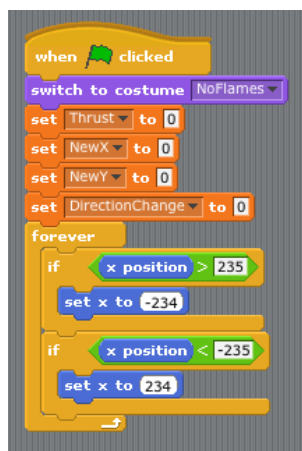 when clicked
switch to costume NoFlames
set Thrust to 0
set NewX to 0
set NewY to 0
set DirectionChange to 0
forever
if x position > 235
set x to -234
if x position < -235
set x to 234